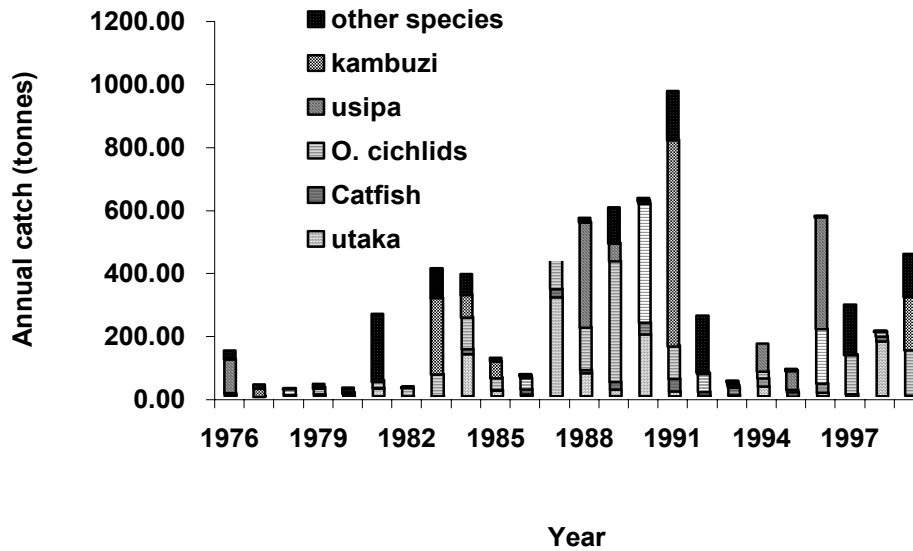 Annual catch (tonnes)
1200.00
1000.00
800.00
600.00
400.00
200.00
0.00
other species
kambuzi
usipa
O. cichlids
Catfish
utaka
1976 1979 1982 1985 1988 1991 1994 1997
Year